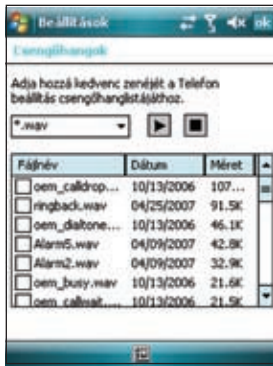 Beállítások ok
Csengőhangok
Adja hozzá kedvenc zenéjét a Telefon
beállítás csengőhanglistájáthoz.
*.wav
Fájlnév Dátum Méret
oem_calldrop... 10/13/2006 107...
ringback.wav 04/25/2007 91.5K
oem_dialtone.... 10/13/2006 46.1K
Alarm5.wav 04/09/2007 42.8K
Alarm2.wav 04/09/2007 32.9K
oem_busy.wav 10/13/2006 21.6K
oem_callwait.... 10/13/2006 21.5K